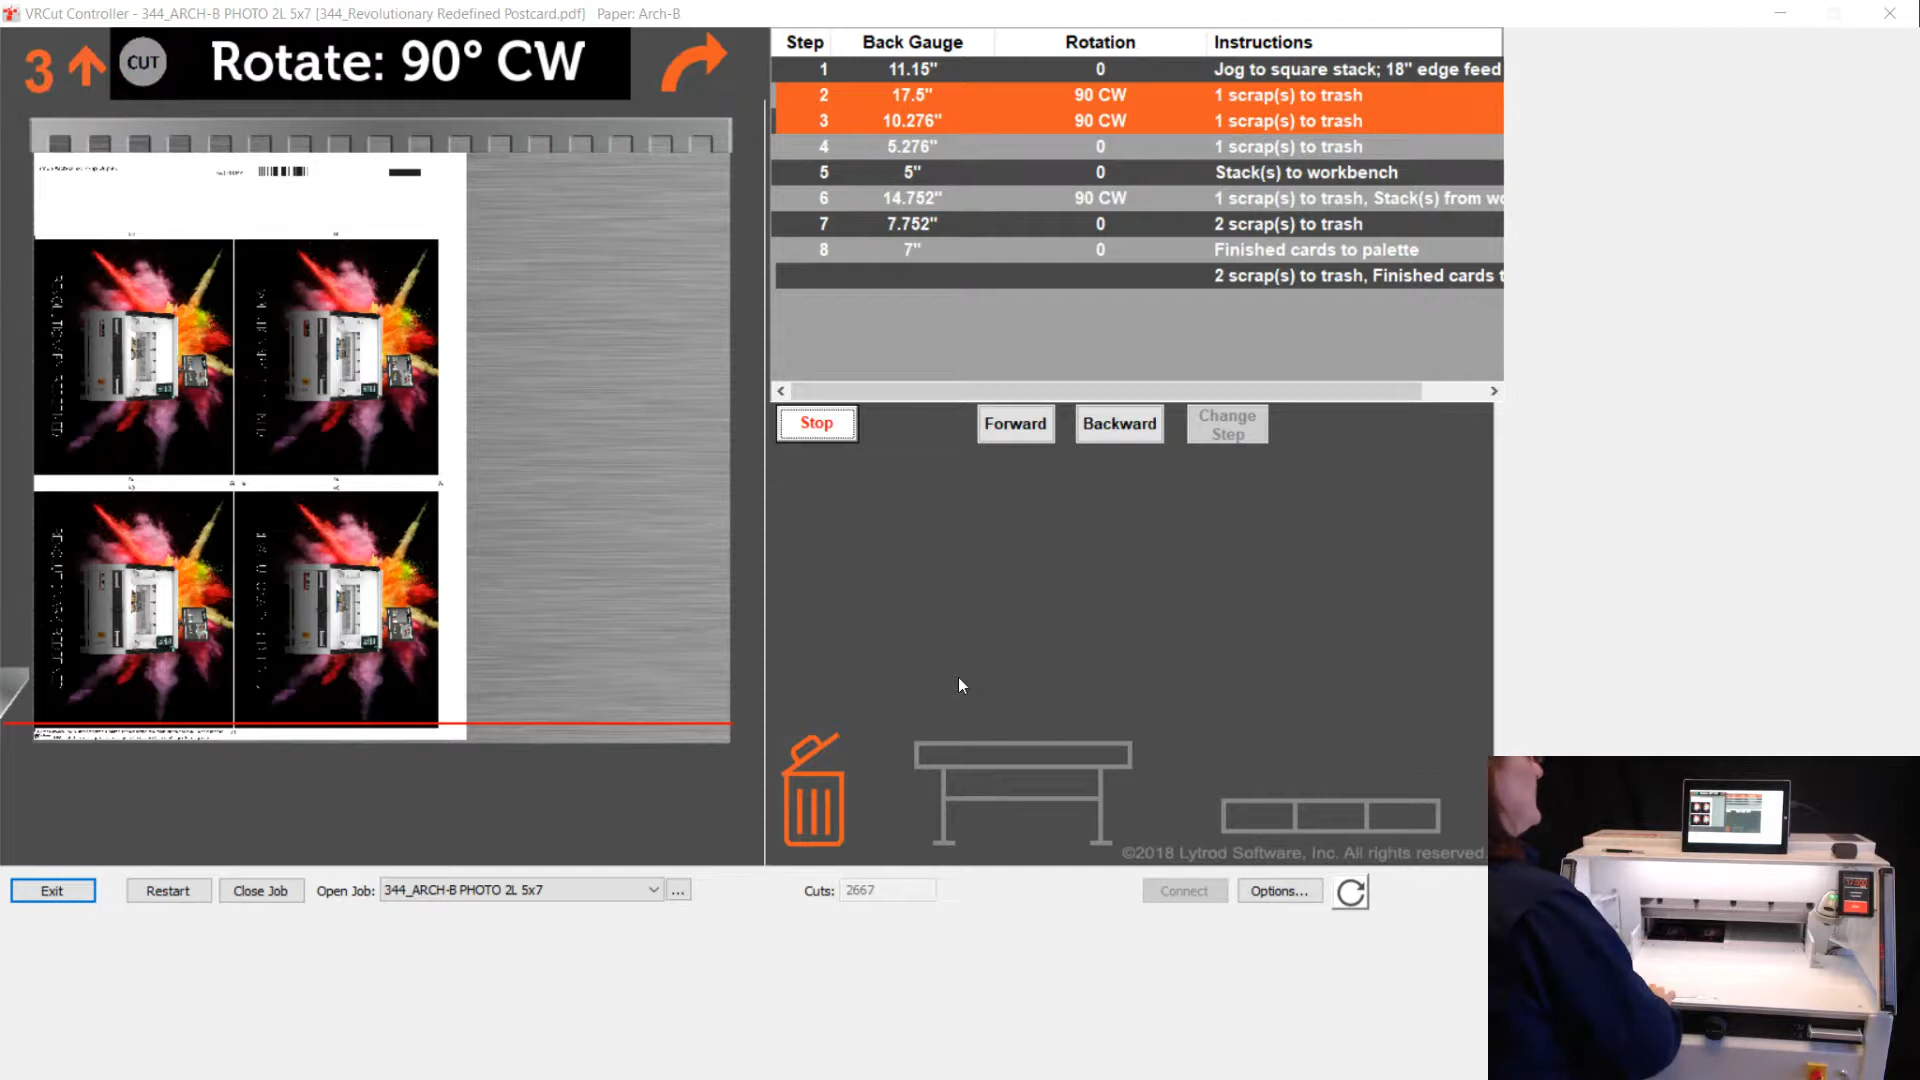 VRCut Controller - 344_ARCH-B PHOTO 2L 5x7 [344_Revolutionary Redefined Postcard.pdf]   Paper: Arch-B
3 CUT Rotate: 90° CW
Step Back Gauge Rotation Instructions
1 11.15" 0 Jog to square stack; 18" edge feed
2 17.5" 90 CW 1 scrap(s) to trash
3 10.276" 90 CW 1 scrap(s) to trash
4 5.276" 0 1 scrap(s) to trash
5 5" 0 Stack(s) to workbench
6 14.752" 90 CW 1 scrap(s) to trash, Stack(s) from wo
7 7.752" 0 2 scrap(s) to trash
8 7" 0 Finished cards to palette
2 scrap(s) to trash, Finished cards t
Stop Forward Backward Change Step
©2018 Lytrod Software, Inc. All rights reserved
Exit Restart Close Job Open Job: 344_ARCH-B PHOTO 2L 5x7 ... Cuts: 2667 Connect Options...